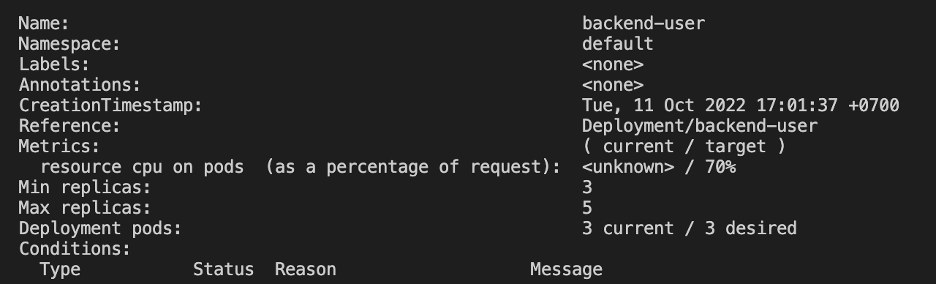 Name: backend-user
Namespace: default
Labels: <none>
Annotations: <none>
CreationTimestamp: Tue, 11 Oct 2022 17:01:37 +0700
Reference: Deployment/backend-user
Metrics: ( current / target )
resource cpu on pods (as a percentage of request): <unknown> / 70%
Min replicas: 3
Max replicas: 5
Deployment pods: 3 current / 3 desired
Conditions:
Type Status Reason Message